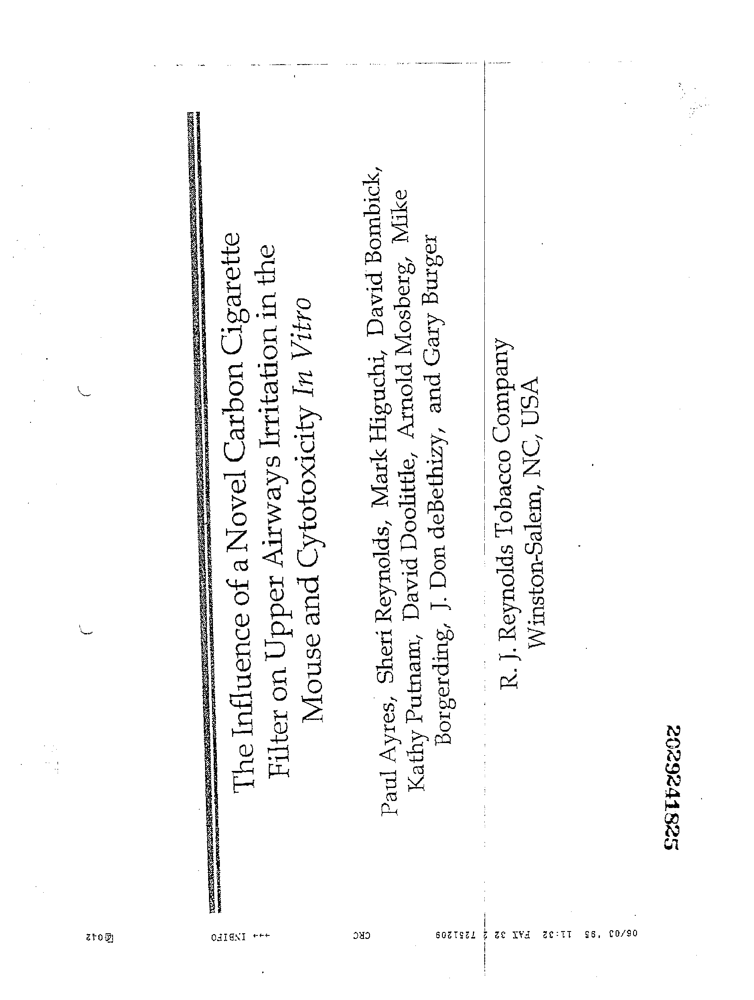 The Influence of a Novel Carbon Cigarette
Filter on Upper Airways Irritation in the
Mouse and Cytotoxicity In Vitro
Paul Ayres, Sheri Reynolds, Mark Higuchi, David Bombick,
Kathy Putnam, David Doolittle, Arnold Mosberg, Mike
Borgerding, J. Don deBethizy, and Gary Burger
R. J. Reynolds Tobacco Company
Winston-Salem, NC, USA
2029241825
06/03 '95 11:32 FAX 32 2 7251209 CRC +++ INBIFO 042